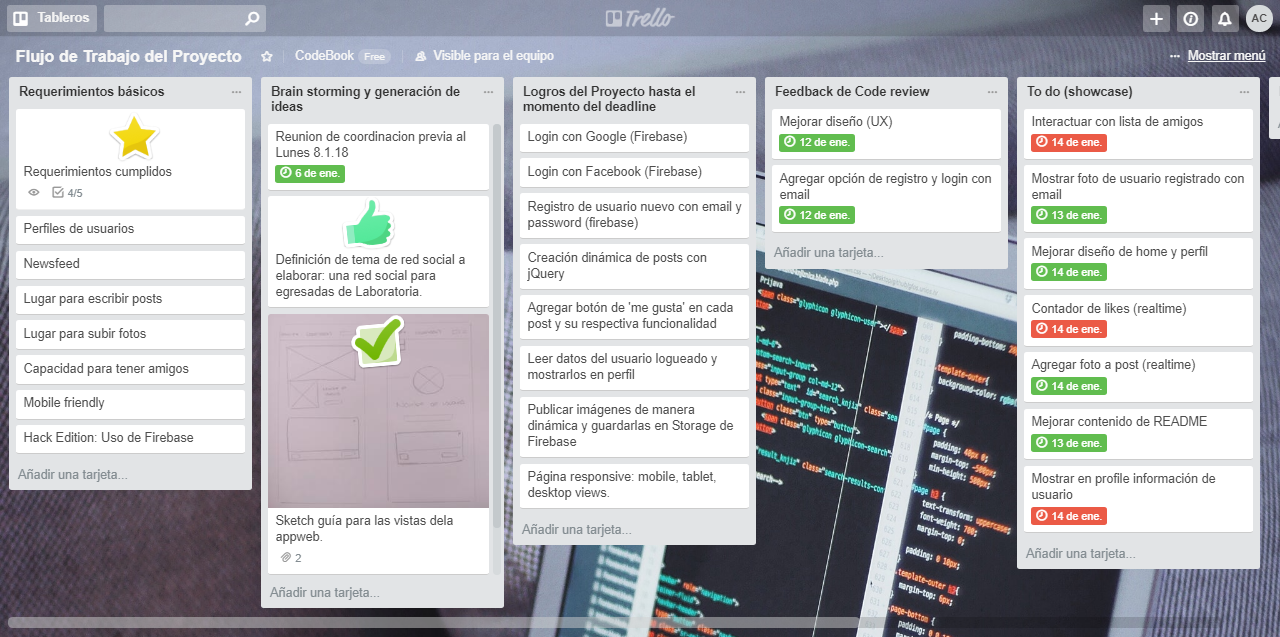 Tableros
Trello
AC
Flujo de Trabajo del Proyecto
CodeBook Free
Visible para el equipo
Mostrar menú
Requerimientos básicos
Requerimientos cumplidos
4/5
Perfiles de usuarios
Newsfeed
Lugar para escribir posts
Lugar para subir fotos
Capacidad para tener amigos
Mobile friendly
Hack Edition: Uso de Firebase
Añadir una tarjeta...
Brain storming y generación de
ideas
Reunion de coordinacion previa al
Lunes 8.1.18
6 de ene.
Definición de tema de red social a
elaborar: una red social para
egresadas de Laboratoria.
Sketch guía para las vistas dela
appweb.
2
Añadir una tarjeta...
Logros del Proyecto hasta el
momento del deadline
Login con Google (Firebase)
Login con Facebook (Firebase)
Registro de usuario nuevo con email y
password (firebase)
Creación dinámica de posts con
jQuery
Agregar botón de 'me gusta' en cada
post y su respectiva funcionalidad
Leer datos del usuario logueado y
mostrarlos en perfil
Publicar imágenes de manera
dinámica y guardarlas en Storage de
Firebase
Página responsive: mobile, tablet,
desktop views.
Añadir una tarjeta...
Feedback de Code review
Mejorar diseño (UX)
12 de ene.
Agregar opción de registro y login con
email
12 de ene.
Añadir una tarjeta...
To do (showcase)
Interactuar con lista de amigos
14 de ene.
Mostrar foto de usuario registrado con
email
13 de ene.
Mejorar diseño de home y perfil
14 de ene.
Contador de likes (realtime)
14 de ene.
Agregar foto a post (realtime)
14 de ene.
Mejorar contenido de README
13 de ene.
Mostrar en profile información de
usuario
14 de ene.
Añadir una tarjeta...